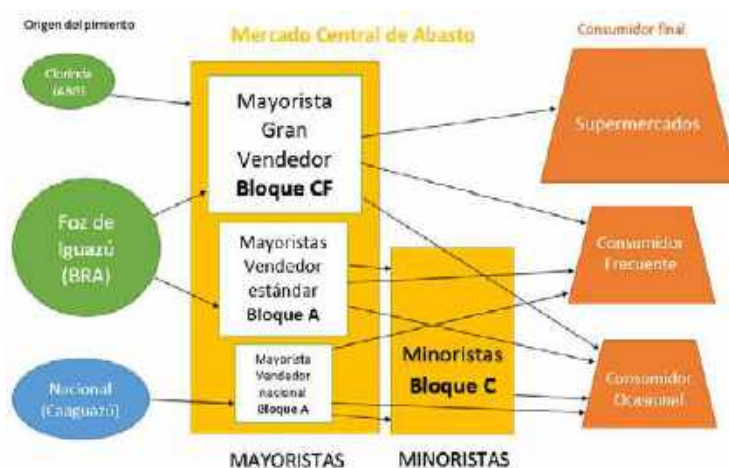 Origen del pimiento
Mercado Central de Abasto
Consumidor final
Clorinda
(ARG)
Mayorista
Gran
Vendedor
Bloque CF
Supermercados
Foz de
Iguazú
(BRA)
Mayoristas
Vendedor
estándar
Bloque A
Consumidor
Frecuente
Nacional
(Caaguazú)
Mayorista
Vendedor
nacional
Bloque A
Minoristas
Bloque C
Consumidor
Ocasional
MAYORISTAS
MINORISTAS